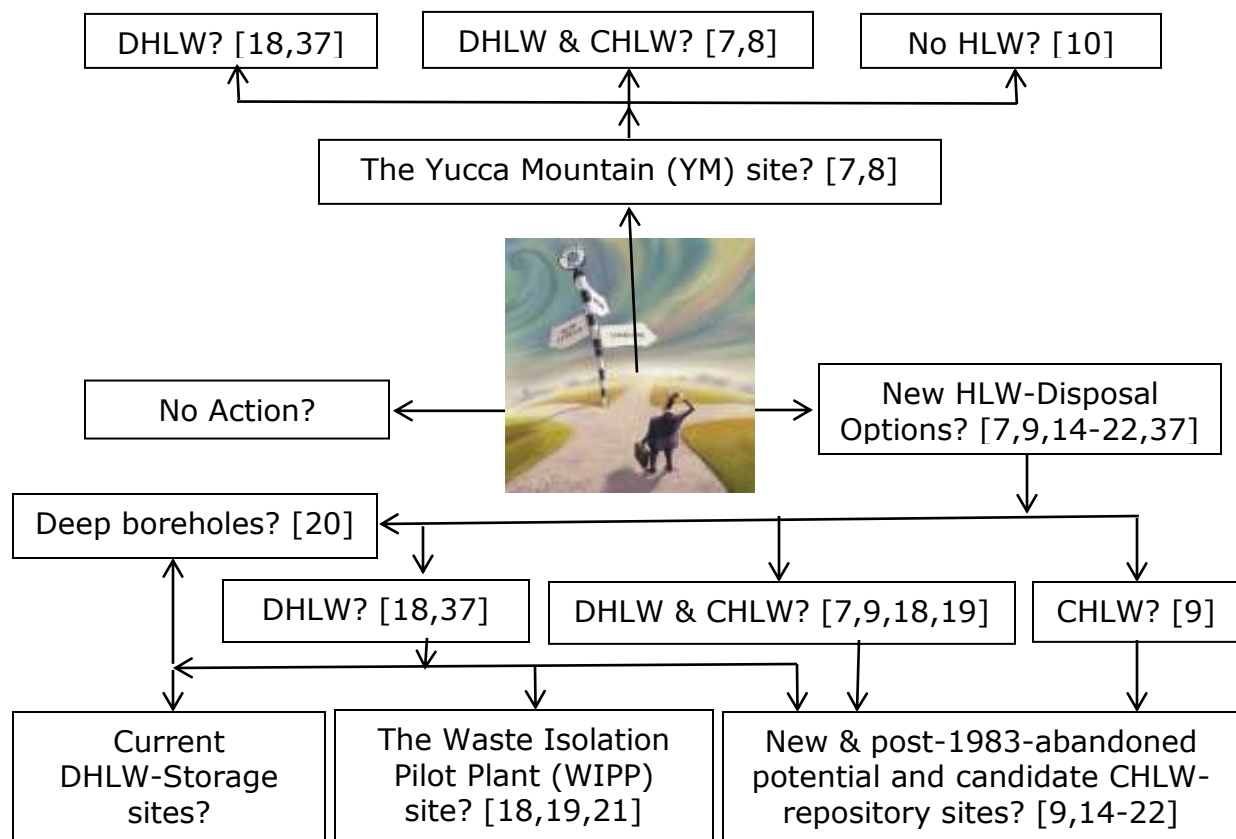 DHLW? [18,37]
DHLW & CHLW? [7,8]
No HLW? [10]
The Yucca Mountain (YM) site? [7,8]
No Action?
New HLW-Disposal
Options? [7,9,14-22,37]
Deep boreholes? [20]
DHLW? [18,37]
DHLW & CHLW? [7,9,18,19]
CHLW? [9]
Current
DHLW-Storage
sites?
The Waste Isolation
Pilot Plant (WIPP)
site? [18,19,21]
New & post-1983-abandoned
potential and candidate CHLW-
repository sites? [9,14-22]